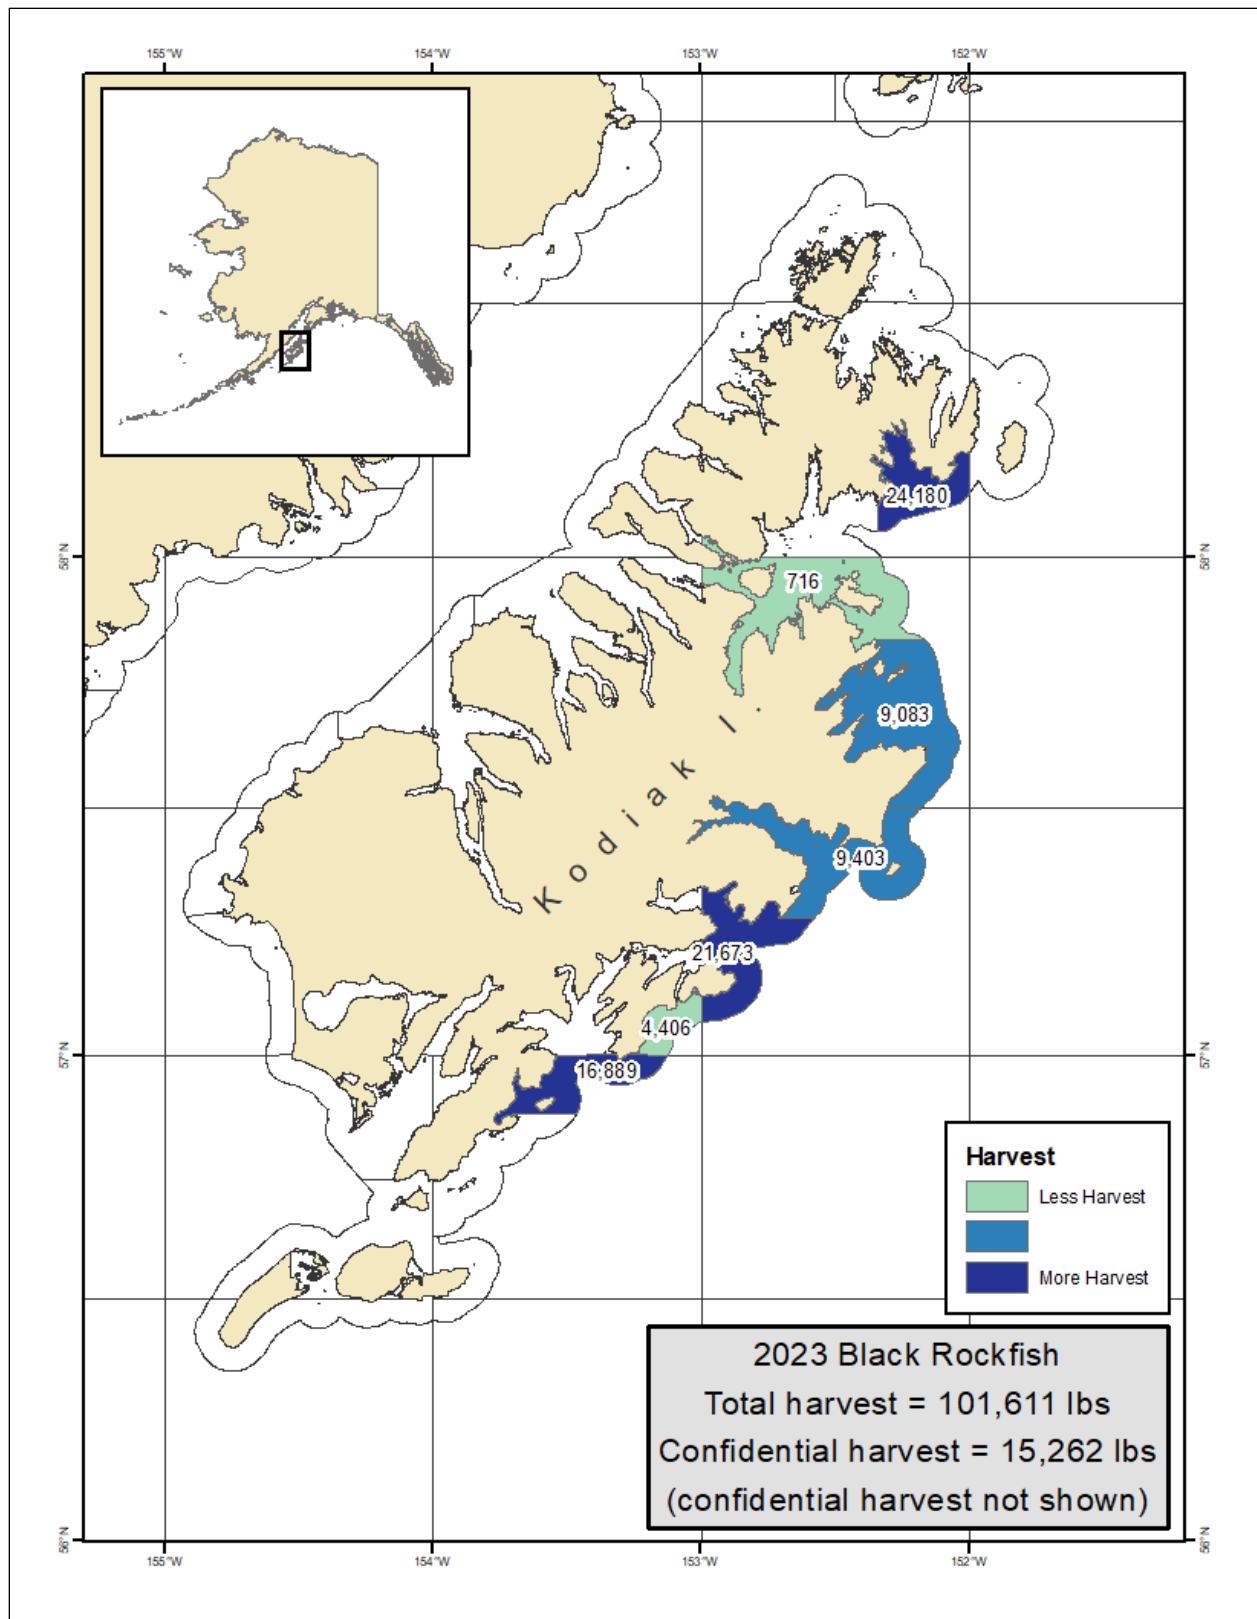 155°W 154°W 153°W 152°W
24,180
58°N 58°N
716
9,083
Kodiak I.
9,403
21,673
4,406
57°N 57°N
16,889
Harvest
Less Harvest
More Harvest
2023 Black Rockfish
Total harvest = 101,611 lbs
Confidential harvest = 15,262 lbs
(confidential harvest not shown)
56°N 56°N
155°W 154°W 153°W 152°W